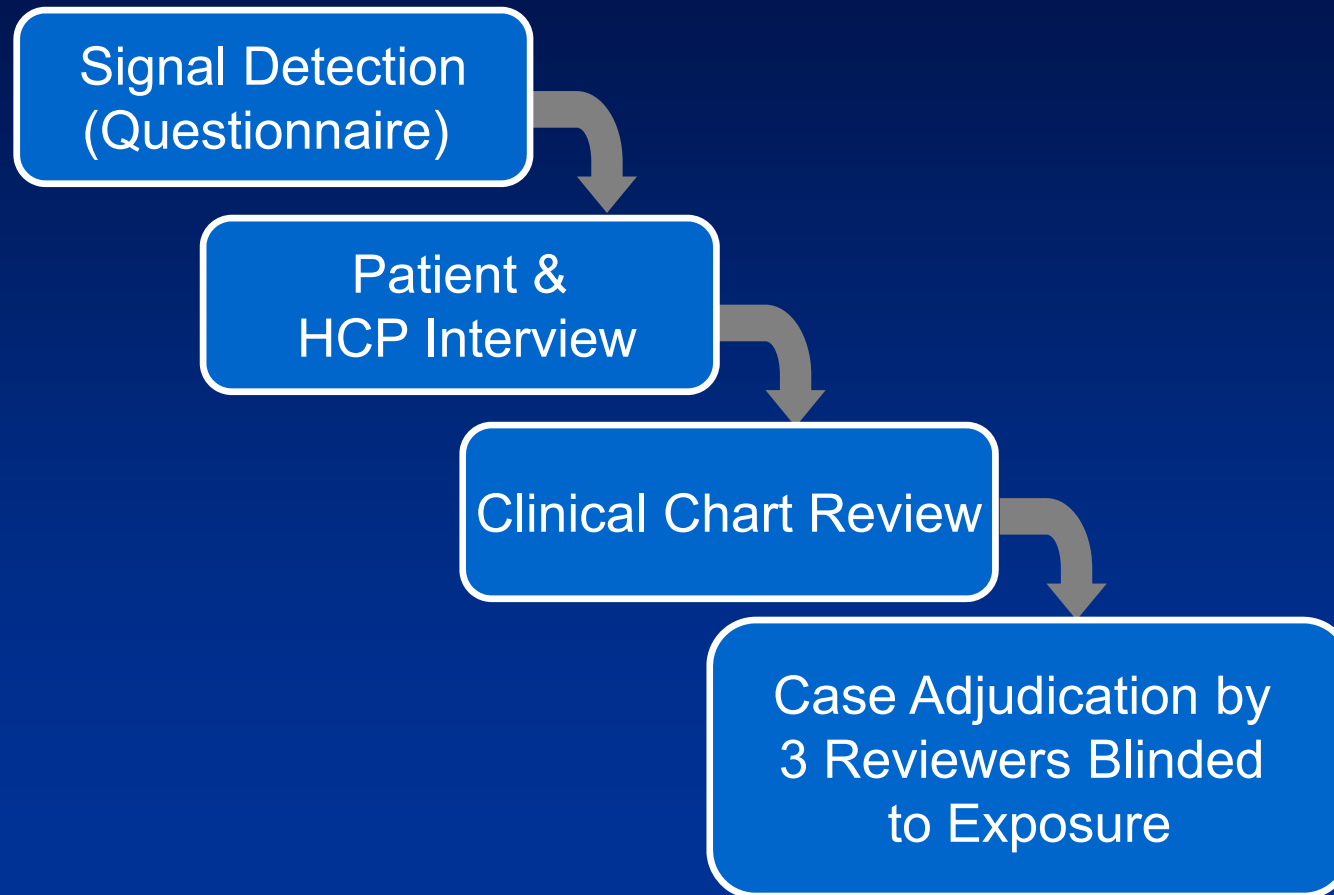 Signal Detection
(Questionnaire)
Patient &
HCP Interview
Clinical Chart Review
Case Adjudication by
3 Reviewers Blinded
to Exposure